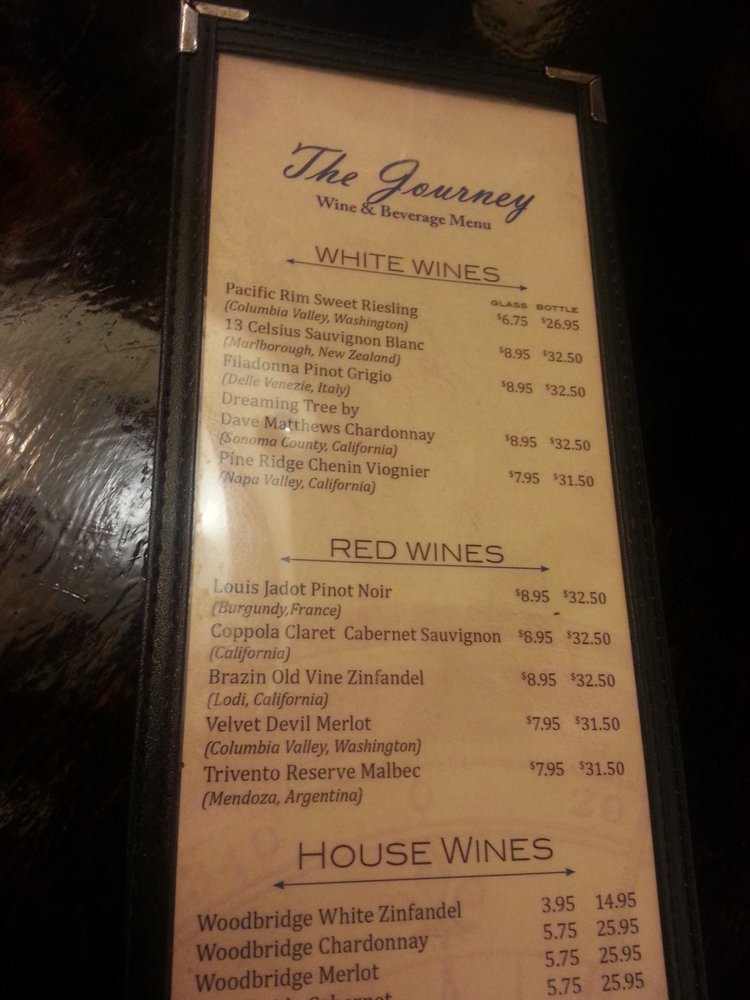 The Journey
Wine & Beverage Menu
WHITE WINES
GLASS BOTTLE
Pacific Rim Sweet Riesling $6.75 $26.95
(Columbia Valley, Washington)
13 Celsius Sauvignon Blanc $8.95 $32.50
(Marlborough, New Zealand)
Filadonna Pinot Grigio $8.95 $32.50
(Delle Venezie, Italy)
Dreaming Tree by
Dave Matthews Chardonnay $8.95 $32.50
(Sonoma County, California)
Pine Ridge Chenin Viognier $7.95 $31.50
(Napa Valley, California)
RED WINES
Louis Jadot Pinot Noir $8.95 $32.50
(Burgundy,France)
Coppola Claret Cabernet Sauvignon $8.95 $32.50
(California)
Brazin Old Vine Zinfandel $8.95 $32.50
(Lodi, California)
Velvet Devil Merlot $7.95 $31.50
(Columbia Valley, Washington)
Trivento Reserve Malbec $7.95 $31.50
(Mendoza, Argentina)
HOUSE WINES
Woodbridge White Zinfandel 3.95 14.95
Woodbridge Chardonnay 5.75 25.95
Woodbridge Merlot 5.75 25.95
Cabernet 5.75 25.95